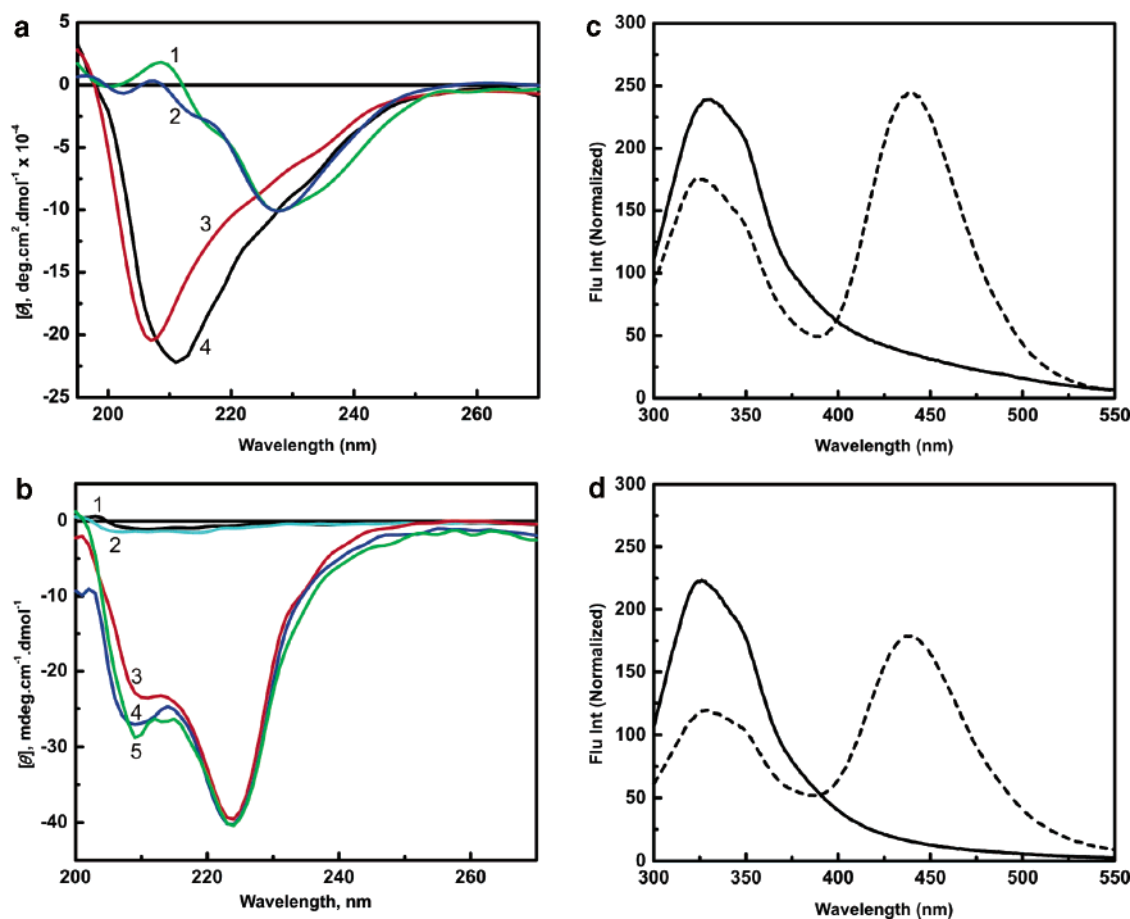 a
5
0
-5
-10
-15
-20
-25
[θ], deg.cm².dmol⁻¹ x 10⁻⁴
1
2
3
4
200 220 240 260
Wavelength (nm)
c
300
250
200
150
100
50
0
Flu Int (Normalized)
300 350 400 450 500 550
Wavelength (nm)
b
0
-10
-20
-30
-40
[θ], mdeg.cm⁻¹.dmol⁻¹
1
2
3
4
5
200 220 240 260
Wavelength, nm
d
300
250
200
150
100
50
0
Flu Int (Normalized)
300 350 400 450 500 550
Wavelength (nm)